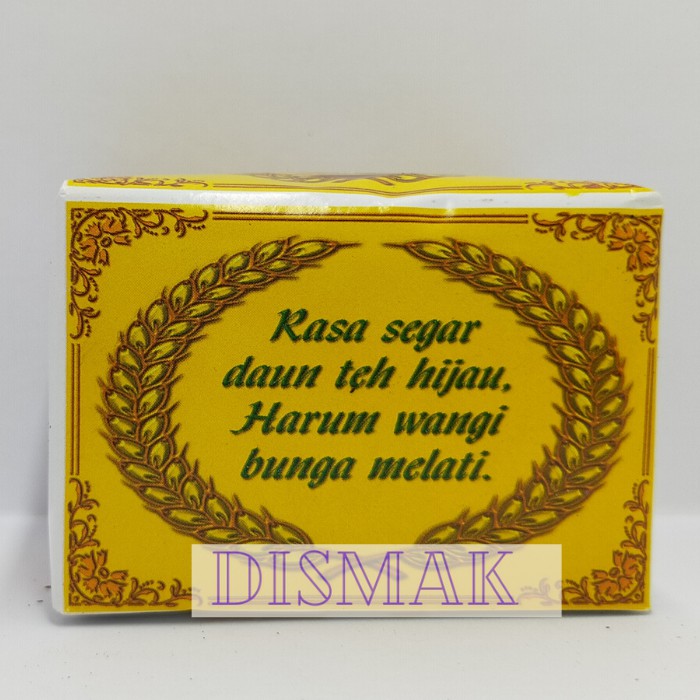 Rasa segar
daun teh hijau.
Harum wangi
bunga melati.
DISMAK